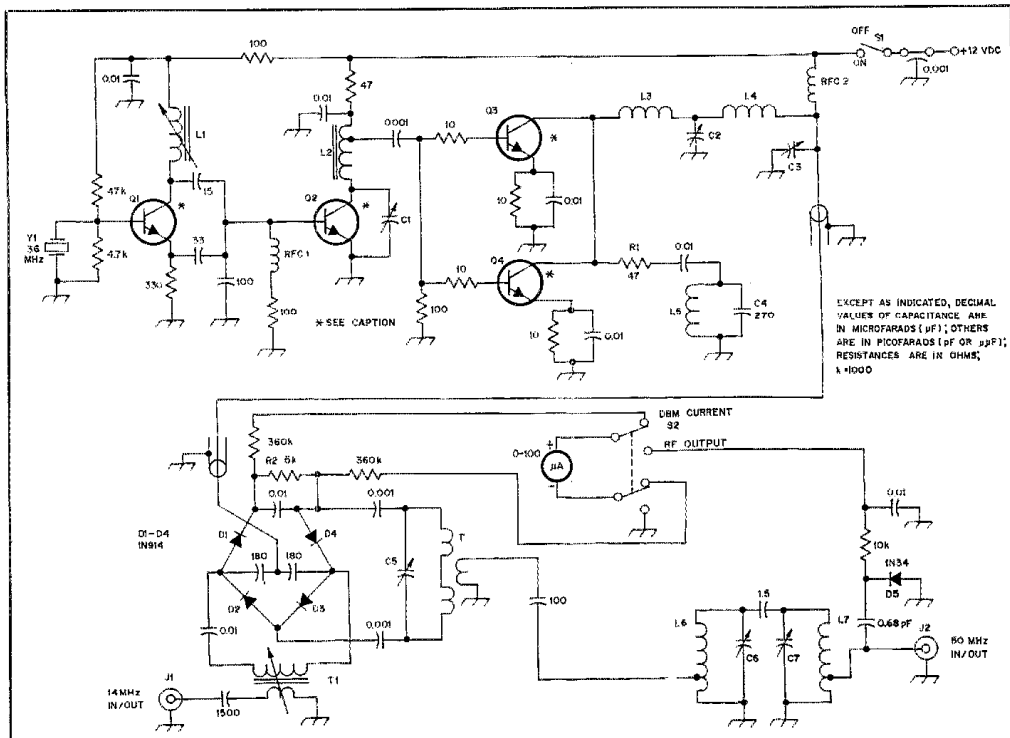 OFF S1
ON
+12 VDC
0.001
100
0.01
47
RFC 2
L3
L4
L1
0.01
L2
0.001
10
Q3
*
C2
C3
47k
15
Q1
*
Q2
*
C1
10
0.01
Y1
36
MHz
4.7k
33
RFC 1
Q4
10
*
R1
47
0.01
330
100
100
* SEE CAPTION
100
10
0.01
L5
C4
270
EXCEPT AS INDICATED, DECIMAL
VALUES OF CAPACITANCE ARE
IN MICROFARADS (µF); OTHERS
ARE IN PICOFARADS (pF OR µµF);
RESISTANCES ARE IN OHMS;
k=1000
DBM CURRENT
S2
RF OUTPUT
360k
R2
360k
0-100
+
µA
-
0.01
0.001
0.01
D1-D4
1N914
D1
D4
180
180
C5
10k
D2
D3
1N34
D5
0.01
0.001
100
1.5
L6
L7
0.68pF
J2
C6
C7
50 MHz
IN/OUT
T1
J1
14MHz
IN/OUT
1500